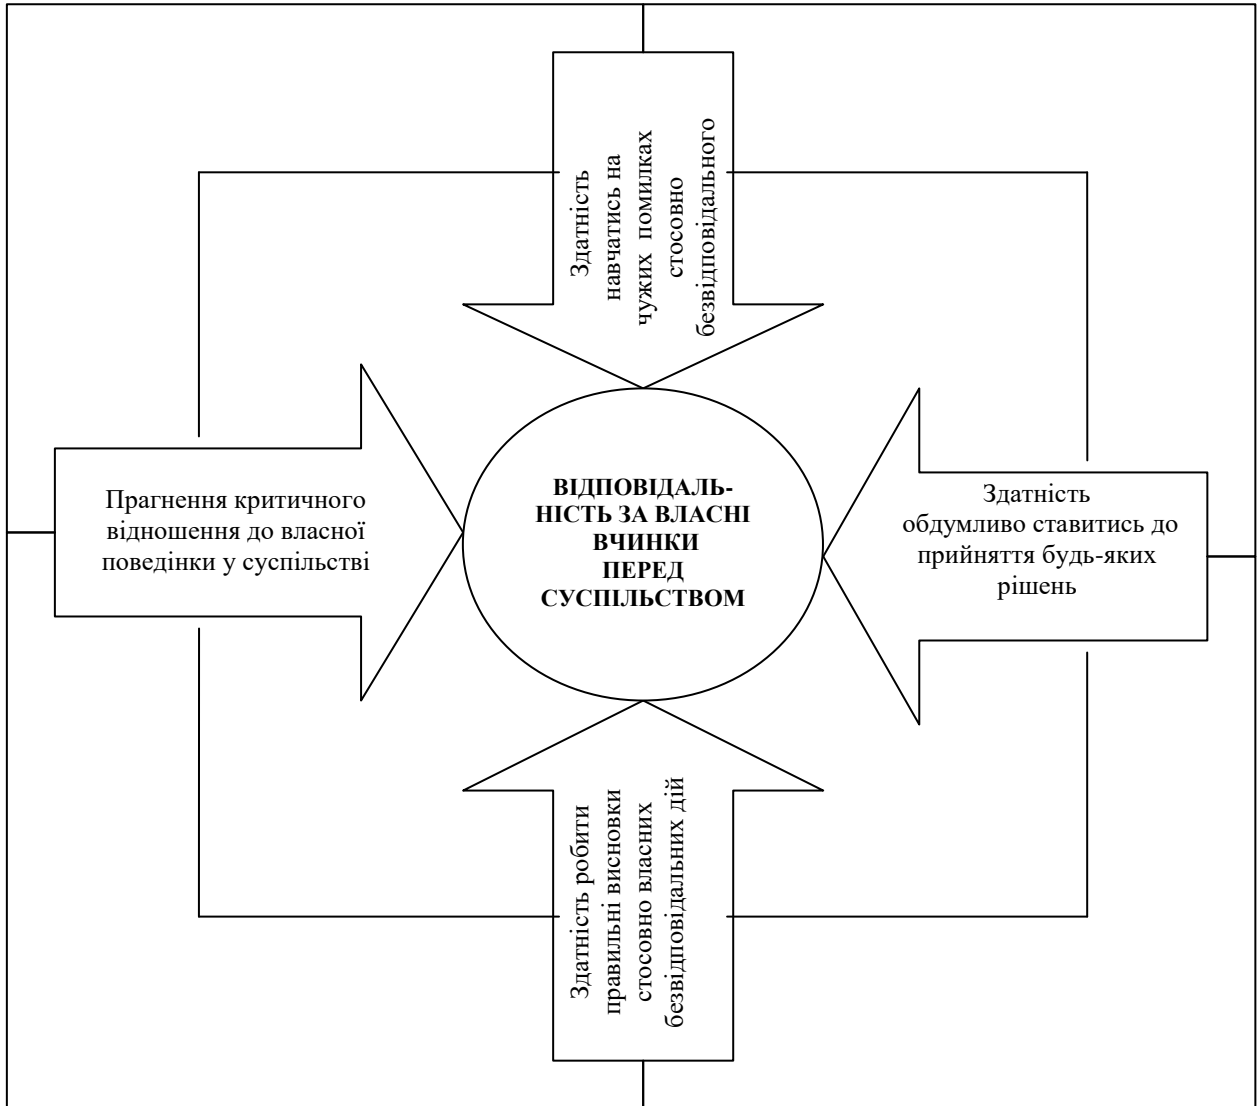 Здатність
навчатись на
чужих помилках
стосовно
безвідповідального
Прагнення критичного
відношення до власної
поведінки у суспільстві
ВІДПОВІДАЛЬ-
НІСТЬ ЗА ВЛАСНІ
ВЧИНКИ
ПЕРЕД
СУСПІЛЬСТВОМ
Здатність
обдумливо ставитись до
прийняття будь-яких
рішень
Здатність робити
правильні висновки
стосовно власних
безвідповідальних дій